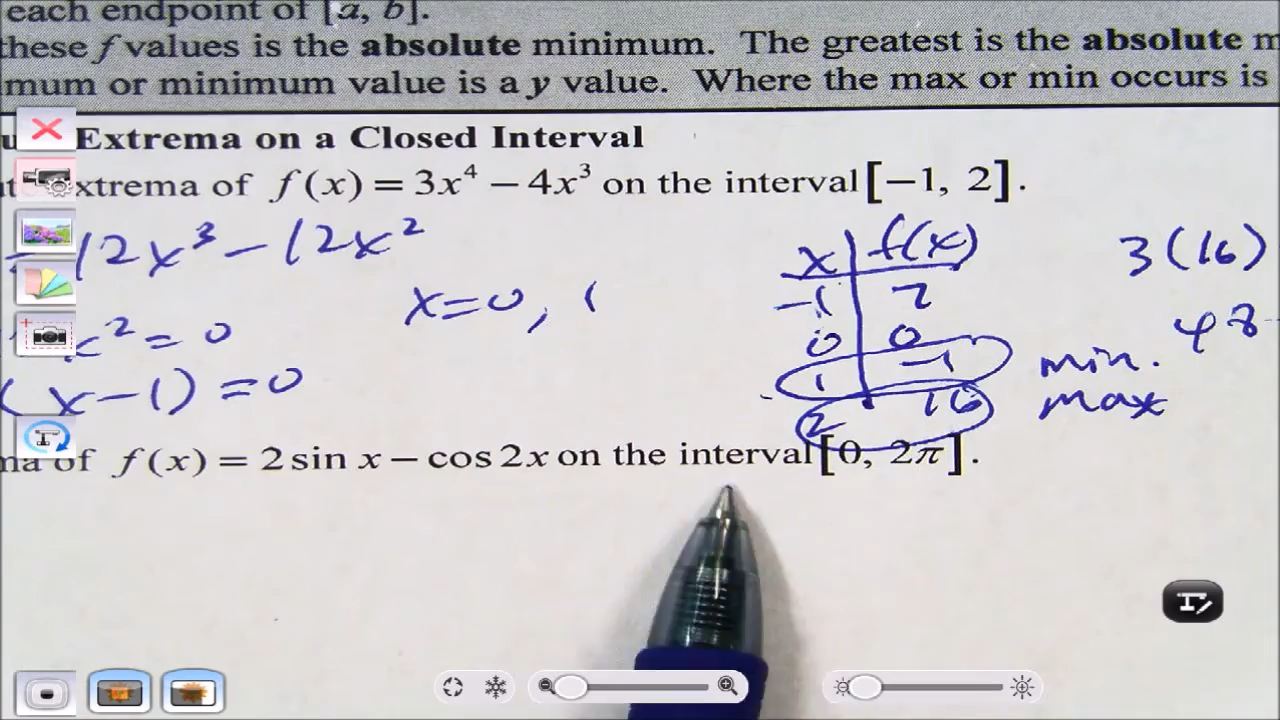 each endpoint of [a, b].
these f values is the absolute minimum. The greatest is the absolute
mum or minimum value is a y value. Where the max or min occurs is
Extrema on a Closed Interval
xtrema of f(x) = 3x⁴ − 4x³ on the interval [−1, 2].
12x³ − 12x²
x = 0, 1
x² = 0
(x − 1) = 0
x f(x)
−1 7
0 0
1 −1 min.
2 16 max
3(16)
48
ma of f(x) = 2 sin x − cos 2x on the interval [0, 2π].